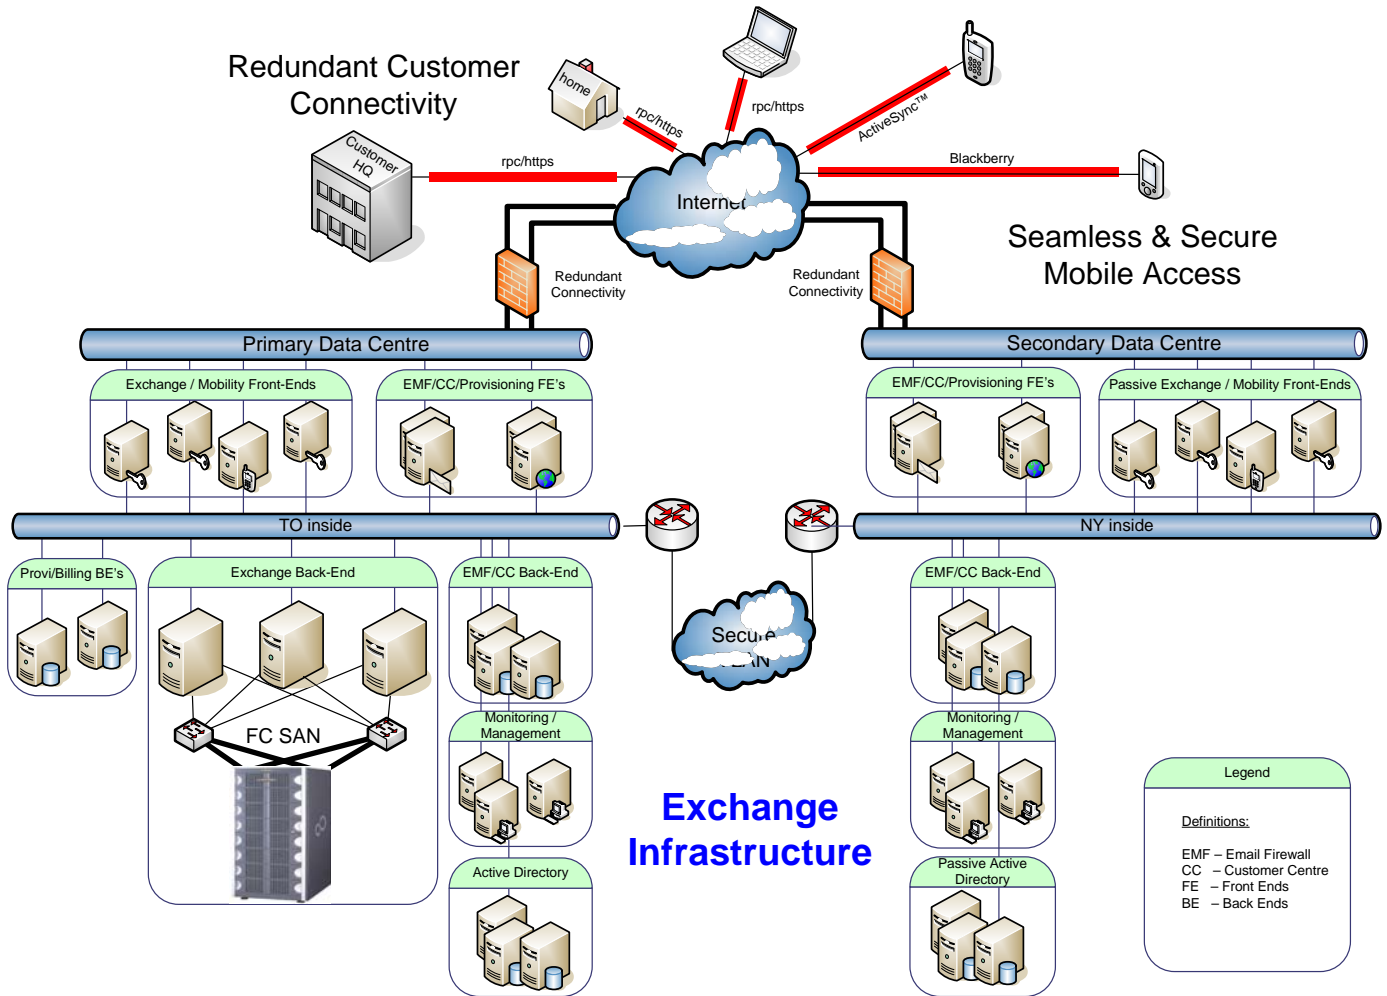 Redundant Customer
Connectivity
home
rpc/https
rpc/https
ActiveSync™
Customer
HQ
rpc/https
Blackberry
Internet
Seamless & Secure
Mobile Access
Redundant
Connectivity
Redundant
Connectivity
Primary Data Centre
Secondary Data Centre
Exchange / Mobility Front-Ends
EMF/CC/Provisioning FE's
EMF/CC/Provisioning FE's
Passive Exchange / Mobility Front-Ends
TO inside
NY inside
Provi/Billing BE's
Exchange Back-End
EMF/CC Back-End
EMF/CC Back-End
Secure
FC SAN
Monitoring /
Management
Monitoring /
Management
Exchange
Infrastructure
Active Directory
Passive Active
Directory
Legend
Definitions:
EMF – Email Firewall
CC – Customer Centre
FE – Front Ends
BE – Back Ends